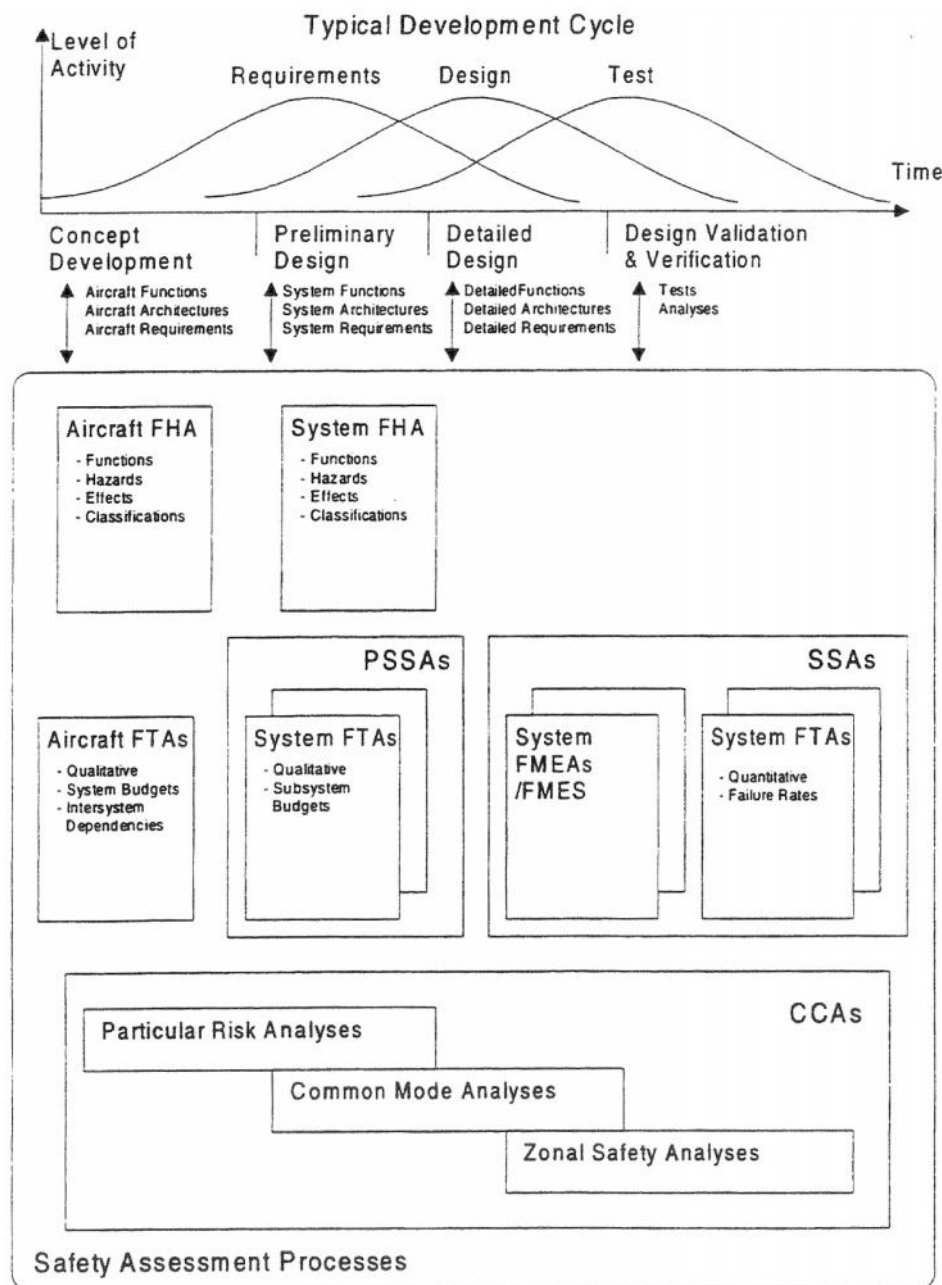 Typical Development Cycle
Level of
Activity
Requirements
Design
Test
Time
Concept
Development
Preliminary
Design
Detailed
Design
Design Validation
& Verification
Aircraft Functions
Aircraft Architectures
Aircraft Requirements
System Functions
System Architectures
System Requirements
DetailedFunctions
Detailed Architectures
Detailed Requirements
Tests
Analyses
Aircraft FHA
- Functions
- Hazards
- Effects
- Classifications
System FHA
- Functions
- Hazards
- Effects
- Classifications
Aircraft FTAs
- Qualitative
- System Budgets
- Intersystem
Dependencies
PSSAs
System FTAs
- Qualitative
- Subsystem
Budgets
SSAs
System
FMEAs
/FMES
System FTAs
- Quantitative
- Failure Rates
CCAs
Particular Risk Analyses
Common Mode Analyses
Zonal Safety Analyses
Safety Assessment Processes